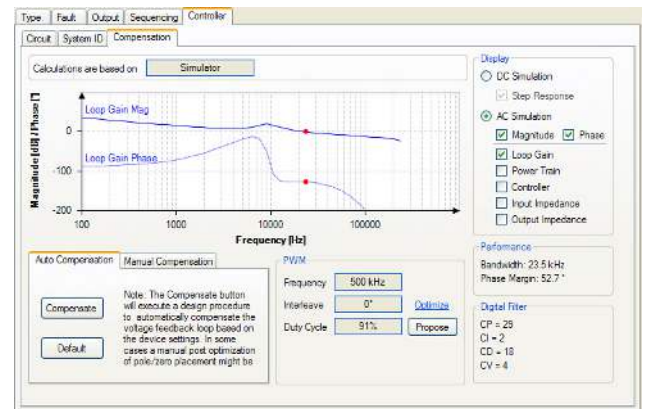 Type Fault Output Sequencing Controller
Circuit System ID Compensation
Calculations are based on Simulator
Magnitude [dB] / Phase [°]
Loop Gain Mag
Loop Gain Phase
0
-100
-200
100 1000 10000 100000
Frequency [Hz]
Display
DC Simulation
Step Response
AC Simulation
Magnitude Phase
Loop Gain
Power Train
Controller
Input Impedance
Output Impedance
Auto Compensation Manual Compensation
Compensate
Default
Note: The Compensate button
will execute a design procedure
to automatically compensate the
voltage feedback loop based on
the device settings. In some
cases a manual post optimization
of pole/zero placement might be
PWM
Frequency 500 kHz
Interleave 0° Optimize
Duty Cycle 91% Propose
Performance
Bandwidth: 23.5 kHz
Phase Margin: 52.7 °
Digital Filter
CP = 26
CI = 2
CD = 18
CV = 4